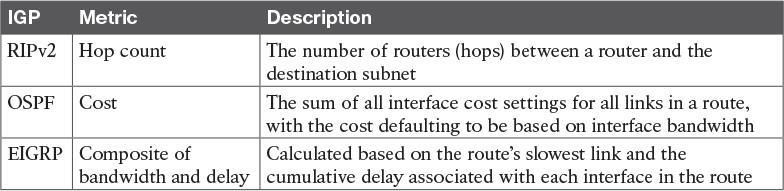 IGP Metric Description
RIPv2 Hop count The number of routers (hops) between a router and the
destination subnet
OSPF Cost The sum of all interface cost settings for all links in a route,
with the cost defaulting to be based on interface bandwidth
EIGRP Composite of Calculated based on the route’s slowest link and the
bandwidth and delay cumulative delay associated with each interface in the route